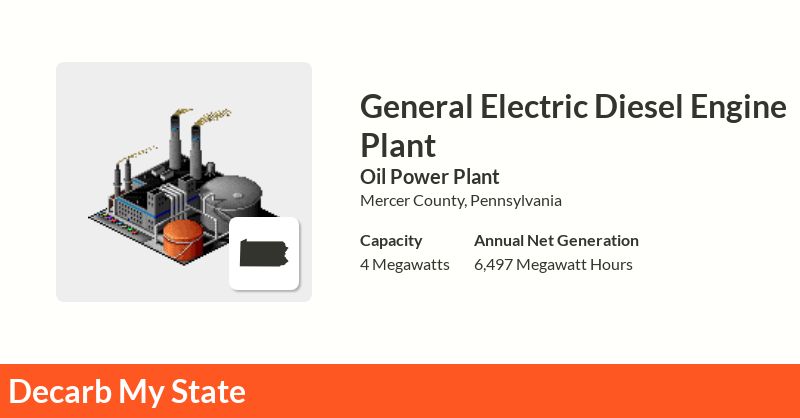 General Electric Diesel Engine
Plant
Oil Power Plant
Mercer County, Pennsylvania
Capacity
4 Megawatts
Annual Net Generation
6,497 Megawatt Hours
Decarb My State